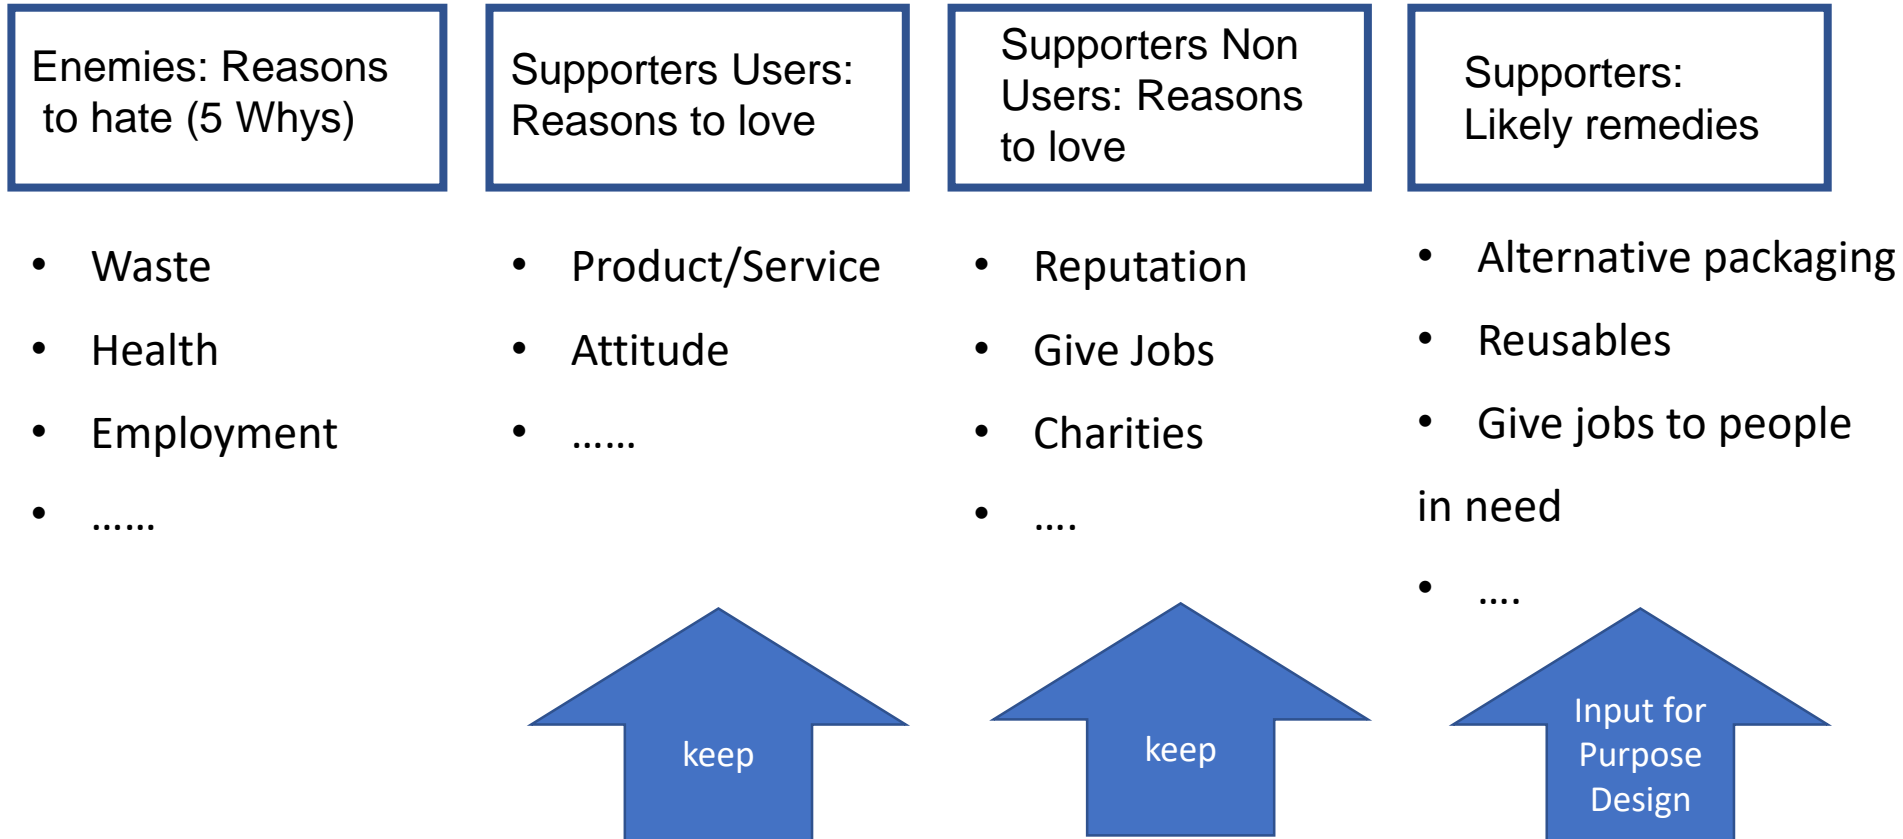 Enemies: Reasons
to hate (5 Whys)
Supporters Users:
Reasons to love
Supporters Non
Users: Reasons
to love
Supporters:
Likely remedies
• Waste
• Health
• Employment
• ......
• Product/Service
• Attitude
• ......
• Reputation
• Give Jobs
• Charities
• ....
• Alternative packaging
• Reusables
• Give jobs to people
in need
• ....
keep
keep
Input for
Purpose
Design